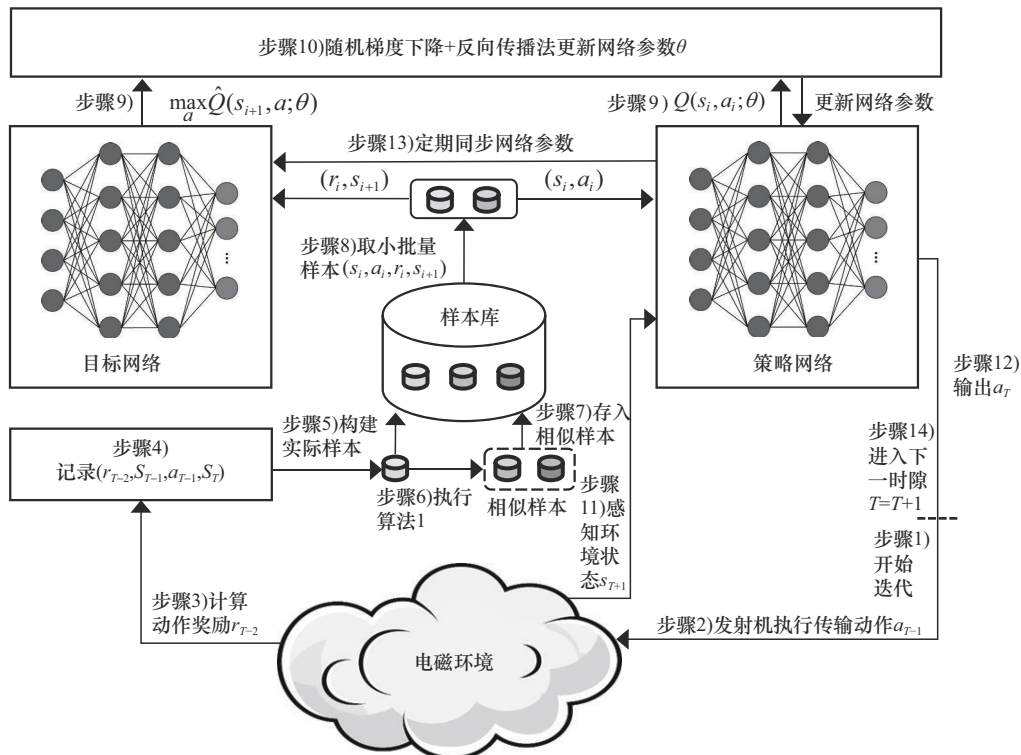 步骤10)随机梯度下降+反向传播法更新网络参数θ
步骤9)
max Q̂(s_{i+1},a;θ)
a
步骤9) Q(s_i,a_i;θ)
更新网络参数
步骤13)定期同步网络参数
(r_i,s_{i+1})
(s_i,a_i)
步骤8)取小批量
样本(s_i,a_i,r_i,s_{i+1})
...
...
样本库
目标网络
策略网络
步骤12)
输出a_T
步骤5)构建
实际样本
步骤7)存入
相似样本
步骤4)
记录(r_{T-2},S_{T-1},a_{T-1},S_T)
步骤14)
进入下
一时隙
T=T+1
步骤6)执行
算法1
相似样本
步骤
11)感
知环
境状
态s_{T+1}
步骤1)
开始
迭代
步骤3)计算
动作奖励r_{T-2}
步骤2)发射机执行传输动作a_{T-1}
电磁环境